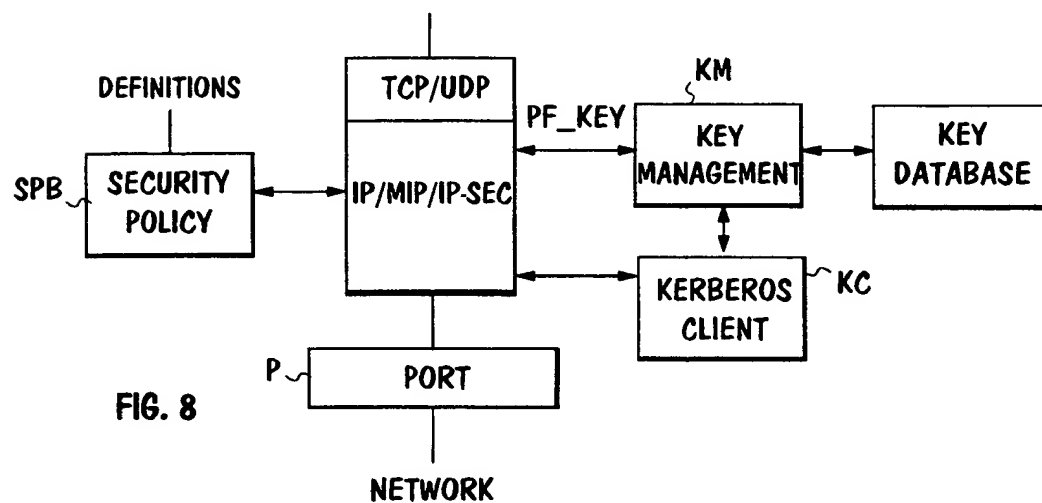 DEFINITIONS
SPB
SECURITY
POLICY
TCP/UDP
IP/MIP/IP-SEC
PF_KEY
KM
KEY
MANAGEMENT
KEY
DATABASE
KERBEROS
CLIENT
KC
P
PORT
FIG. 8
NETWORK